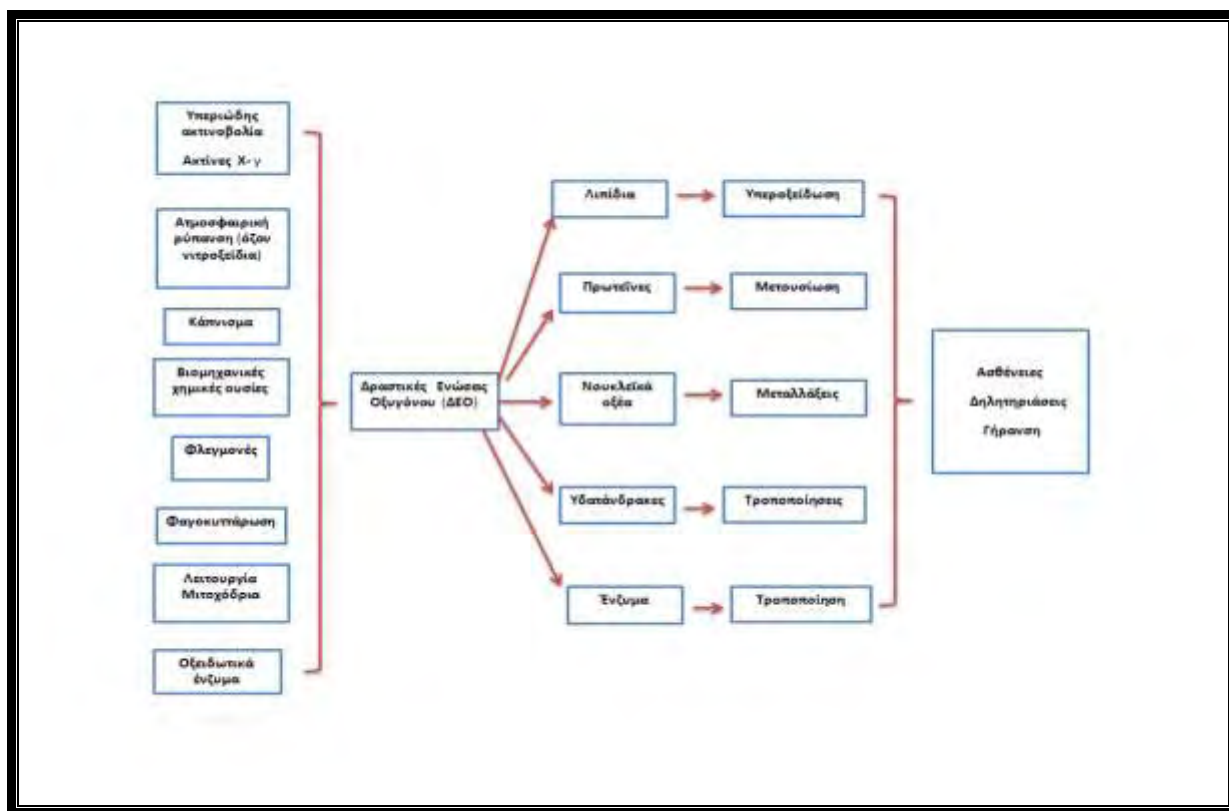 Υπεριώδης
ακτινοβολία
Ακτίνες Χ- γ
Ατμοσφαιρική
ρύπανση (όζον
νιτροξείδια)
Κάπνισμα
Βιομηχανικές
χημικές ουσίες
Φλεγμονές
Φαγοκυττάρωση
Λειτουργία
Μιτοχόδρια
Οξειδωτικά
ένζυμα
Δραστικές Ενώσεις
Οξυγόνου (ΔΕΟ)
Λιπίδια
Υπεροξείδωση
Πρωτεΐνες
Μετουσίωση
Νουκλεϊκά
οξέα
Μεταλλάξεις
Υδατάνθρακες
Τροποποίησεις
Ένζυμα
Τροποποίηση
Ασθένειες
Δηλητηριάσεις
Γήρανση